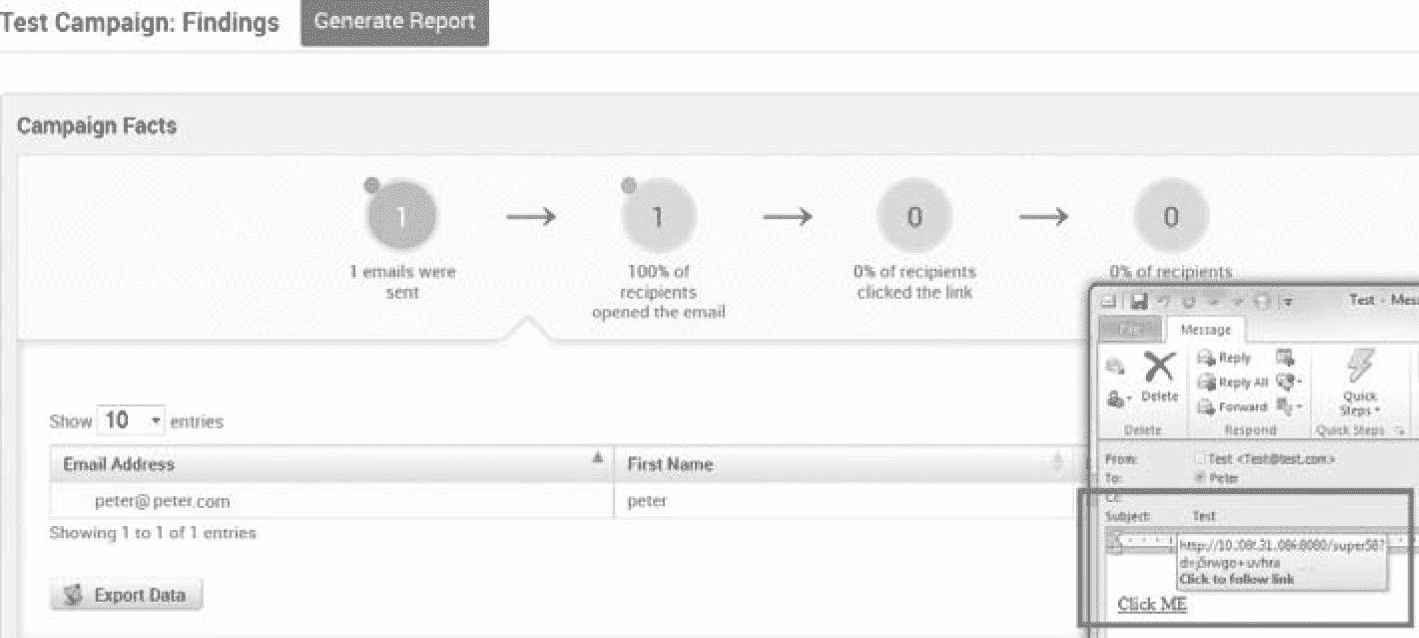 Test Campaign: Findings
Generate Report
Campaign Facts
1
1
0
0
1 emails were
sent
100% of
recipients
opened the email
0% of recipients
clicked the link
0% of recipients
Show 10 entries
Email Address
First Name
peter@peter.com
peter
Showing 1 to 1 of 1 entries
Export Data
Test - Mes
File
Message
Delete
Reply
Reply All
Forward
Quick
Steps
Delete
Respond
Quick Steps
From:
Test <Test@test.com>
To:
Peter
Cc:
Subject:
Test
Click to follow link
Click ME